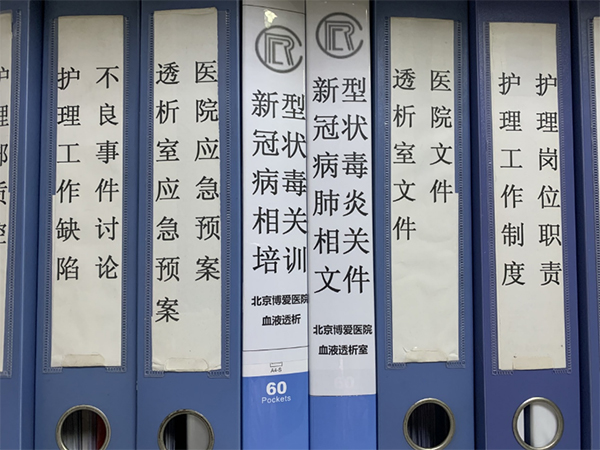 不良事件讨论
护理工作缺陷
医院应急预案
透析室应急预案
新型
冠状
病毒
相关
培训
北京博爱医院
血液透析
A4-S
60
Pockets
新型
冠状
病毒
肺炎
相关
文件
北京博爱医院
血液透析室
60
医院文件
透析室文件
护理岗位职责
护理工作制度